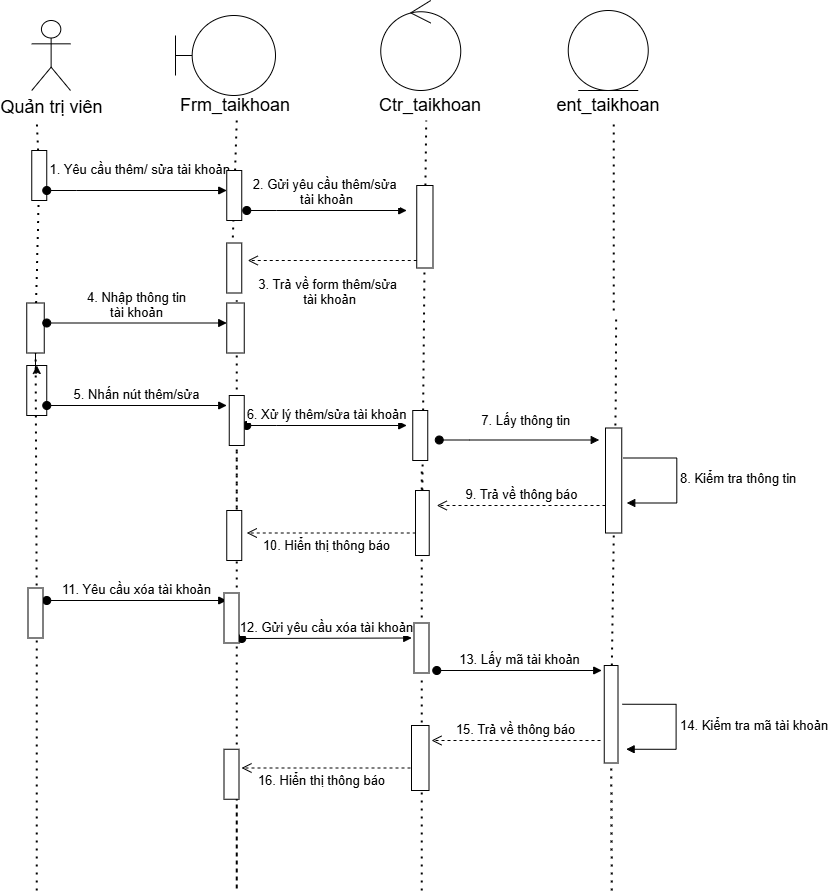 Quản trị viên
Frm_taikhoan
Ctr_taikhoan
ent_taikhoan
1. Yêu cầu thêm/ sửa tài khoản
2. Gửi yêu cầu thêm/sửa
tài khoản
3. Trả về form thêm/sửa
tài khoản
4. Nhập thông tin
tài khoản
5. Nhấn nút thêm/sửa
6. Xử lý thêm/sửa tài khoản
7. Lấy thông tin
8. Kiểm tra thông tin
9. Trả về thông báo
10. Hiển thị thông báo
11. Yêu cầu xóa tài khoản
12. Gửi yêu cầu xóa tài khoản
13. Lấy mã tài khoản
14. Kiểm tra mã tài khoản
15. Trả về thông báo
16. Hiển thị thông báo